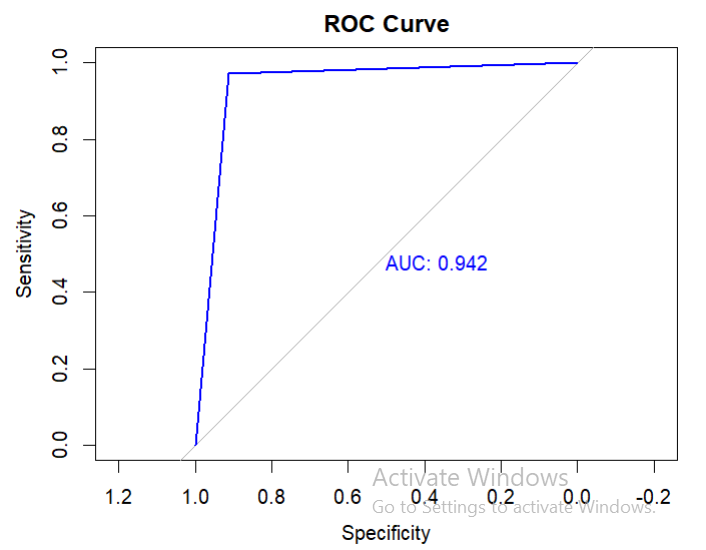 ROC Curve
1.0
0.8
0.6
0.4
0.2
0.0
Sensitivity
AUC: 0.942
1.2 1.0 0.8 0.6 0.4 0.2 0.0 -0.2
Specificity
Activate Windows
Go to Settings to activate Windows.